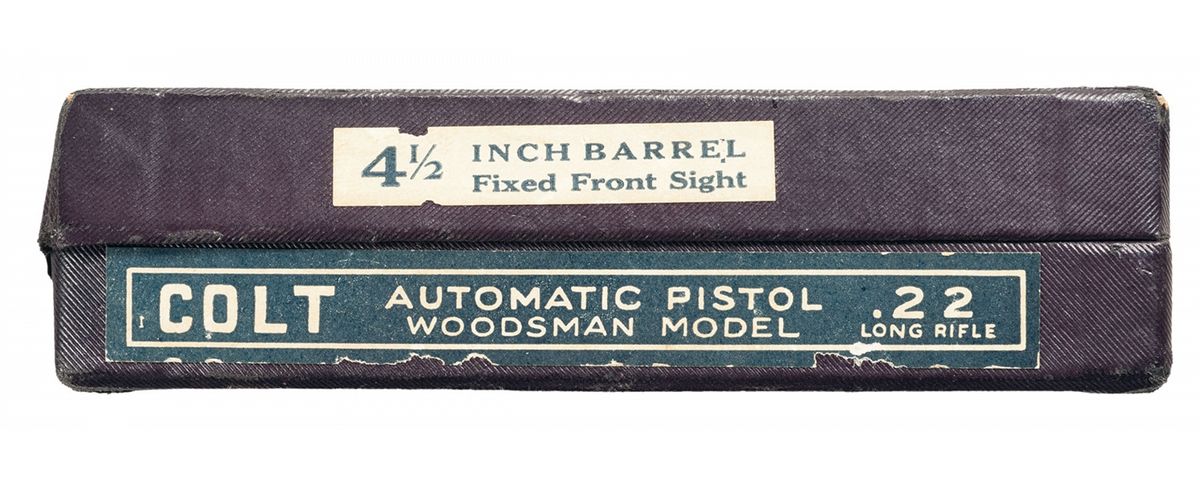 4½ INCH BARREL
Fixed Front Sight
COLT AUTOMATIC PISTOL .22
WOODSMAN MODEL LONG RIFLE